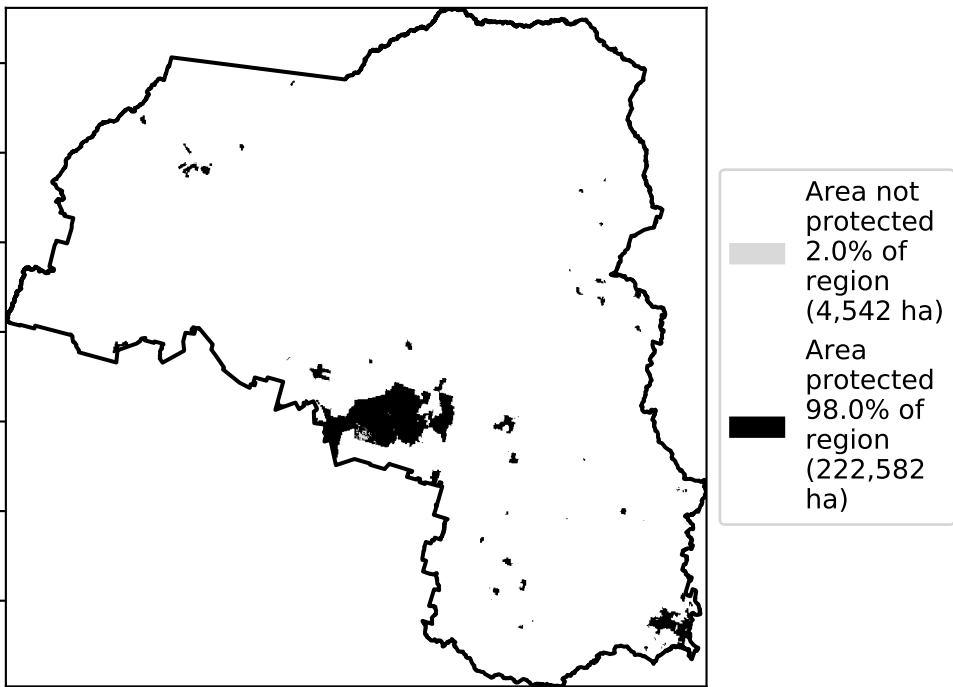 Area not
protected
2.0% of
region
(4,542 ha)
Area
protected
98.0% of
region
(222,582
ha)